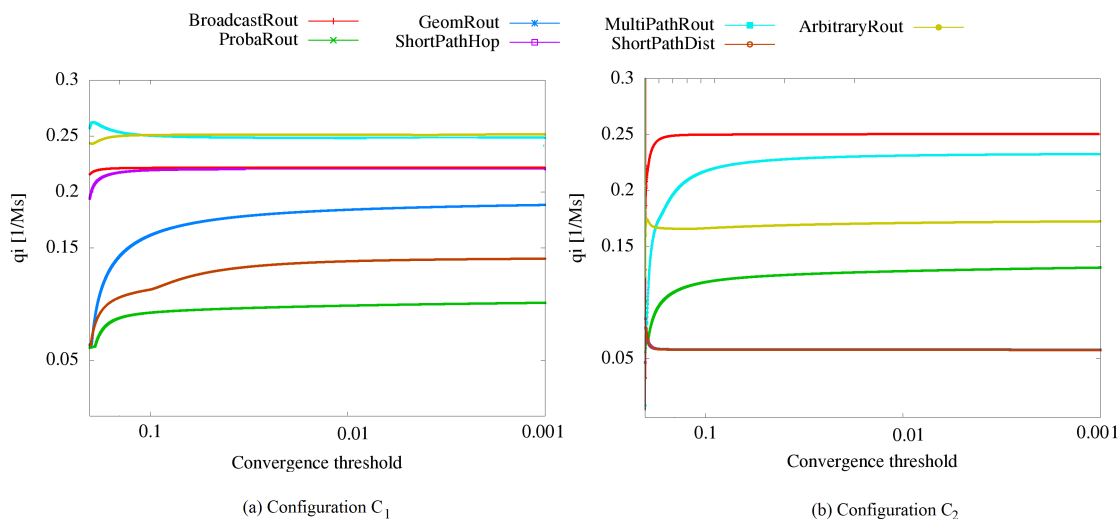 BroadcastRout
ProbaRout
GeomRout
ShortPathHop
MultiPathRout
ShortPathDist
ArbitraryRout
0.3
0.25
0.2
0.15
0.05
qi [1/Ms]
0.1
0.01
0.001
Convergence threshold
(a) Configuration C1
0.3
0.25
0.2
0.15
0.05
qi [1/Ms]
0.1
0.01
0.001
Convergence threshold
(b) Configuration C2